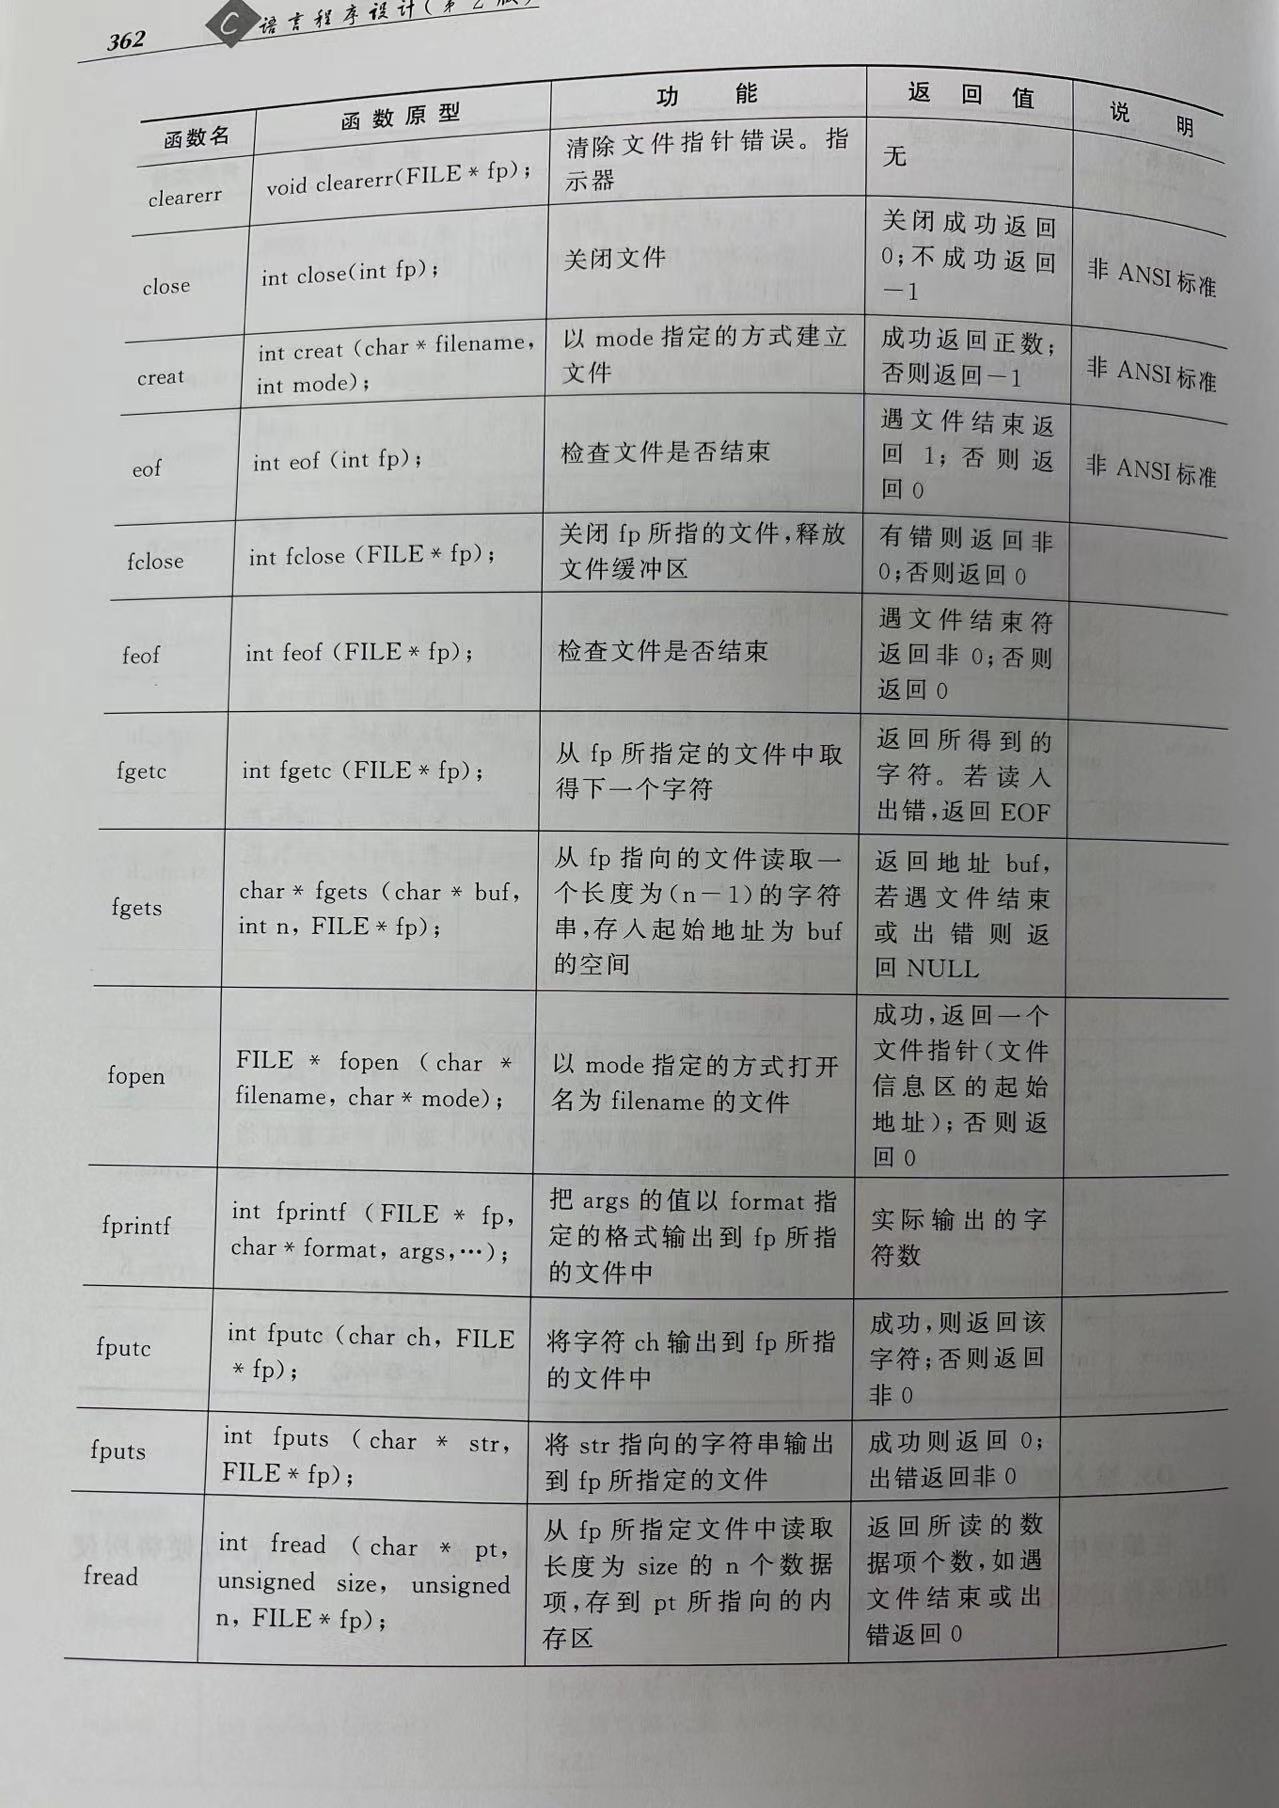 362 C 语言程序设计(第2版)
函数名 函数原型 功 能 返 回 值 说 明
clearerr void clearerr(FILE * fp); 清除文件指针错误。指
示器 无
close int close(int fp); 关闭文件 关闭成功返回
0;不成功返回
-1 非 ANSI 标准
creat int creat (char * filename,
int mode); 以 mode 指定的方式建立
文件 成功返回正数;
否则返回-1 非 ANSI 标准
eof int eof (int fp); 检查文件是否结束 遇文件结束返
回 1; 否则返
回 0 非 ANSI 标准
fclose int fclose (FILE * fp); 关闭 fp 所指的文件,释放
文件缓冲区 有错则返回非
0;否则返回 0
feof int feof (FILE * fp); 检查文件是否结束 遇文件结束符
返回非 0;否则
返回 0
fgetc int fgetc (FILE * fp); 从 fp 所指定的文件中取
得下一个字符 返回所得到的
字符。若读入
出错,返回 EOF
fgets char * fgets (char * buf,
int n, FILE * fp); 从 fp 指向的文件读取一
个长度为(n-1)的字符
串,存入起始地址为 buf
的空间 返回地址 buf,
若遇文件结束
或出错则返
回 NULL
fopen FILE * fopen (char *
filename, char * mode); 以 mode 指定的方式打开
名为 filename 的文件 成功,返回一个
文件指针(文件
信息区的起始
地址);否则返
回 0
fprintf int fprintf (FILE * fp,
char * format, args,…); 把 args 的值以 format 指
定的格式输出到 fp 所指
的文件中 实际输出的字
符数
fputc int fputc (char ch, FILE
* fp); 将字符 ch 输出到 fp 所指
的文件中 成功,则返回该
字符;否则返回
非 0
fputs int fputs (char * str,
FILE * fp); 将 str 指向的字符串输出
到 fp 所指定的文件 成功则返回 0;
出错返回非 0
fread int fread (char * pt,
unsigned size, unsigned
n, FILE * fp); 从 fp 所指定文件中读取
长度为 size 的 n 个数据
项,存到 pt 所指向的内
存区 返回所读的数
据项个数,如遇
文件结束或出
错返回 0